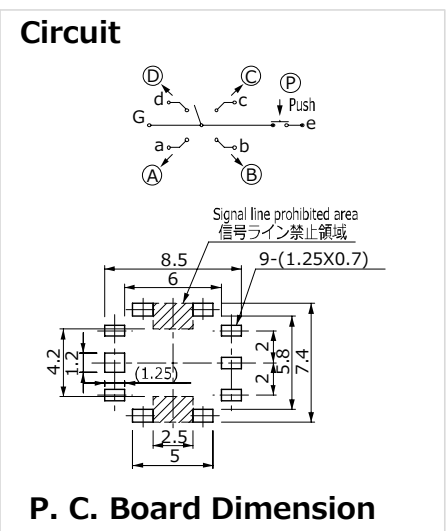 Circuit
D C P
d c Push
G e
a b
A B
Signal line prohibited area
信号ライン禁止領域
8.5 9-(1.25X0.7)
6
4.2 1.2 (1.25) 2 2 5.8 7.4
2.5
5
P. C. Board Dimension